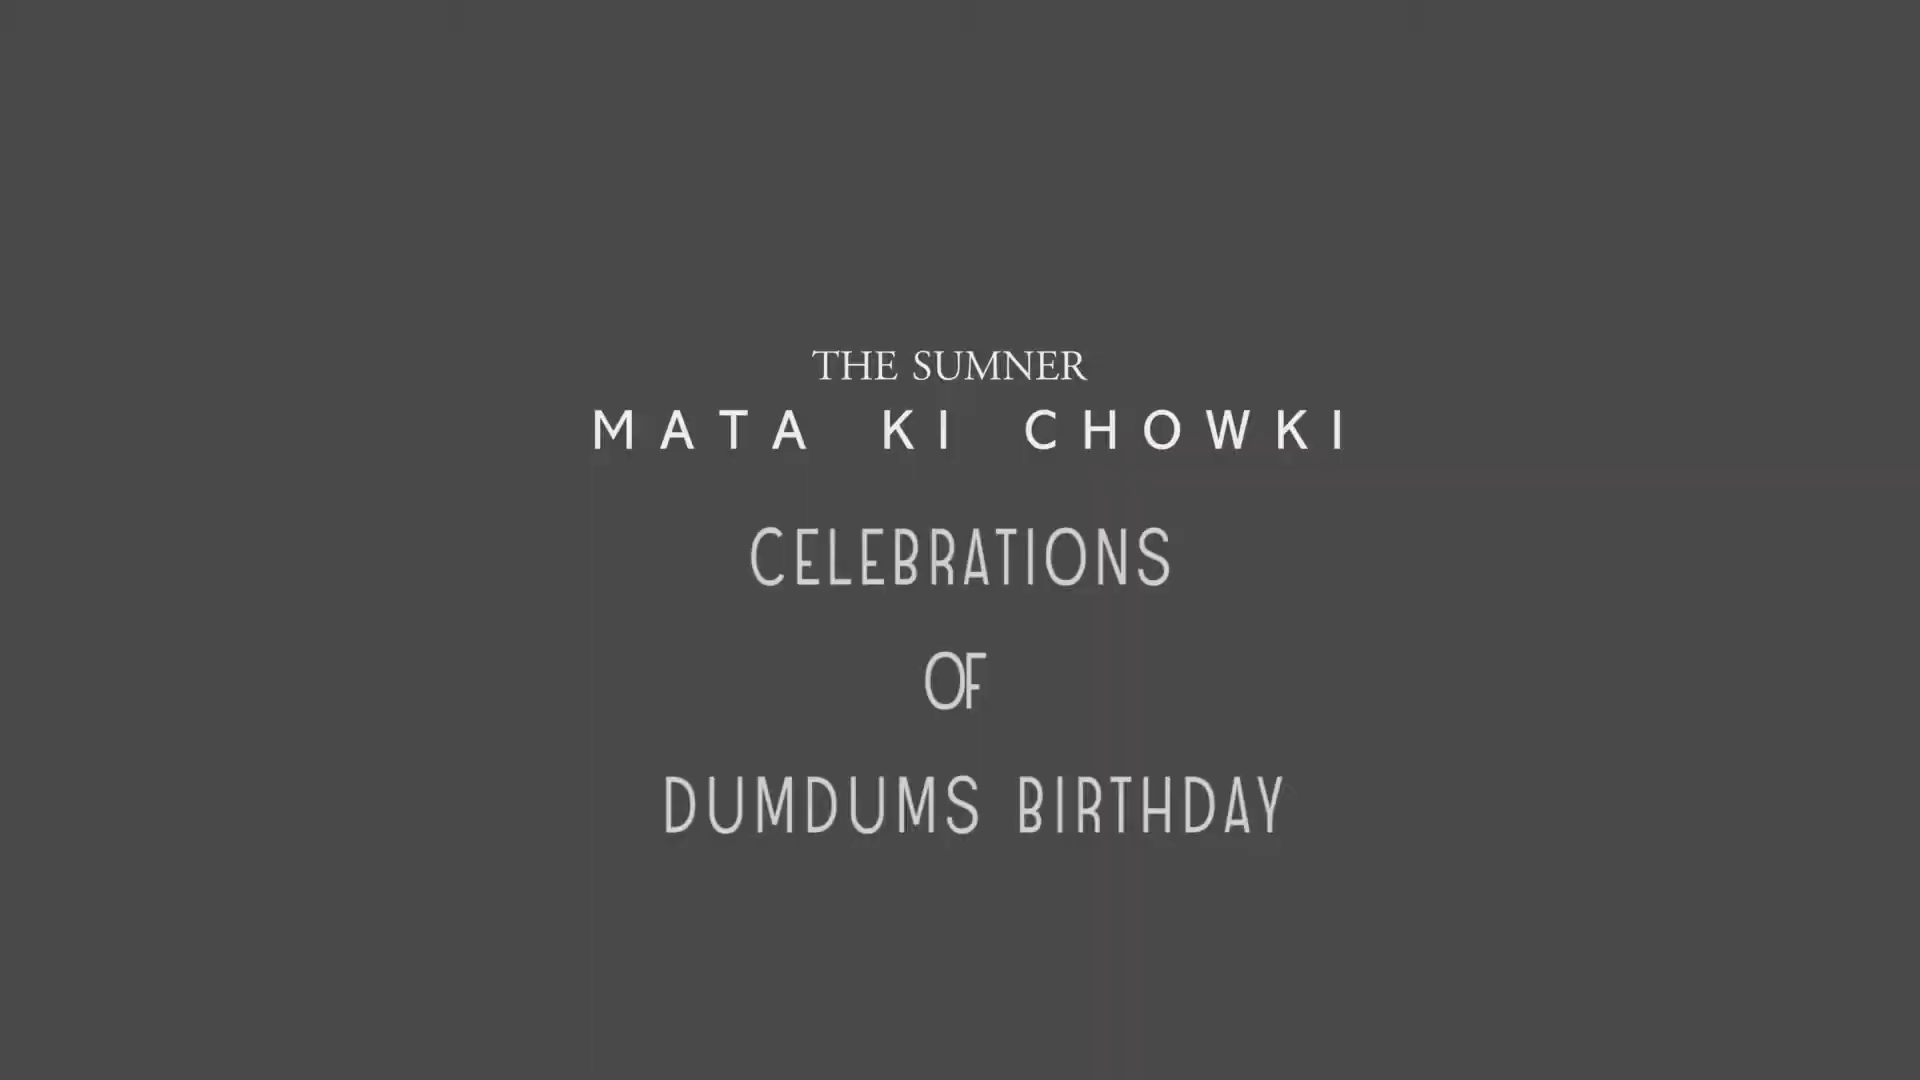 THE SUMNER
MATA KI CHOWKI
CELEBRATIONS
OF
DUMDUMS BIRTHDAY